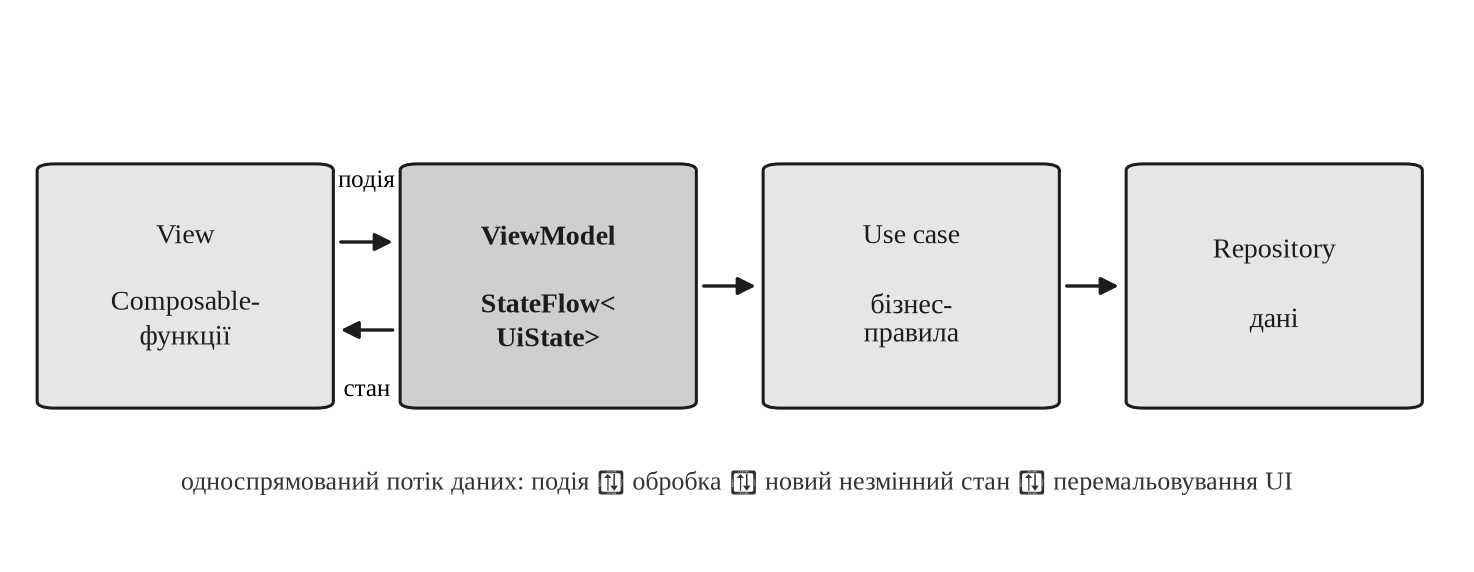 подія
View
Composable-
функції
ViewModel
StateFlow<
UiState>
Use case
бізнес-
правила
Repository
дані
стан
односпрямований потік даних: подія обробка новий незмінний стан перемальовування UI